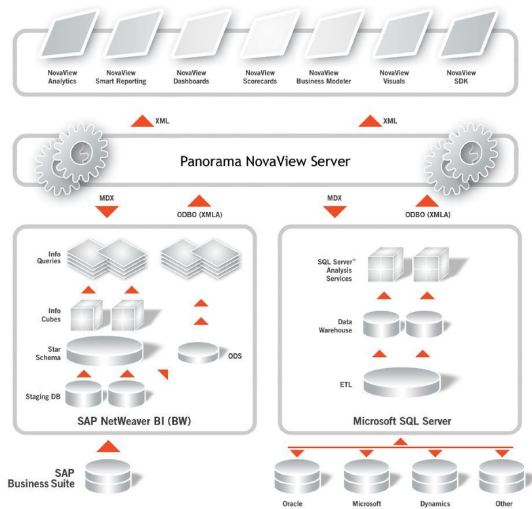 NovaView
Analytics
NovaView
Smart Reporting
NovaView
Dashboards
NovaView
Scorecards
NovaView
Business Modeler
NovaView
Visuals
NovaView
SDK
XML
XML
Panorama NovaView Server
MDX
ODBO (XMLA)
MDX
ODBO (XMLA)
Info
Queries
Info
Cubes
Star
Schema
ODS
Staging DB
SAP NetWeaver BI (BW)
SQL Server™
Analysis
Services
Data
Warehouse
ETL
Microsoft SQL Server
SAP
Business Suite
Oracle
Microsoft
Dynamics
Other